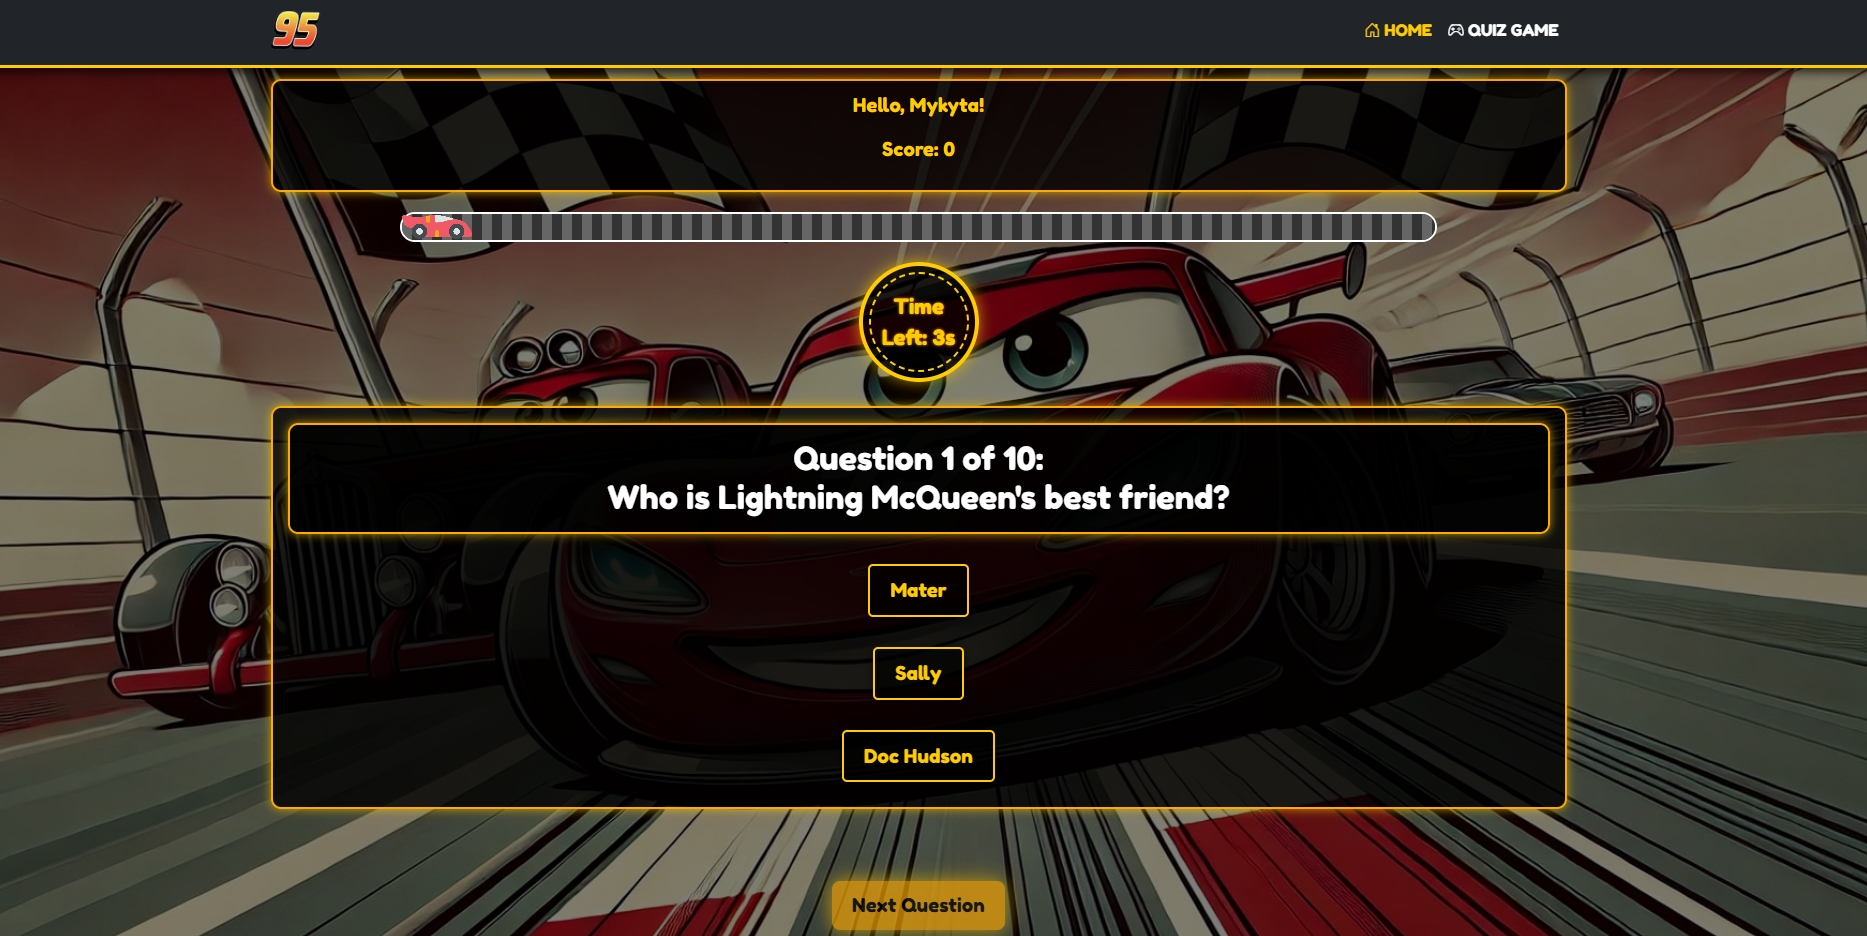 95
HOME
QUIZ GAME
Hello, Mykyta!
Score: 0
Time
Left: 3s
Question 1 of 10:
Who is Lightning McQueen's best friend?
Mater
Sally
Doc Hudson
Next Question